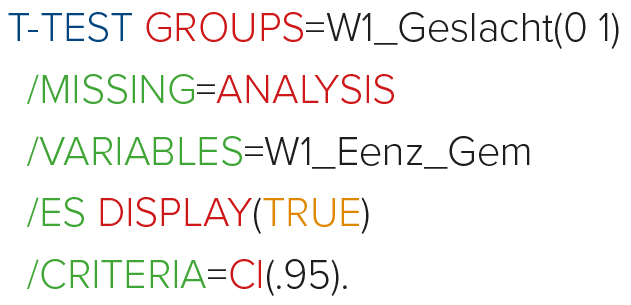 T-TEST GROUPS=W1_Geslacht(0 1)
/MISSING=ANALYSIS
/VARIABLES=W1_Eenz_Gem
/ES DISPLAY(TRUE)
/CRITERIA=CI(.95).